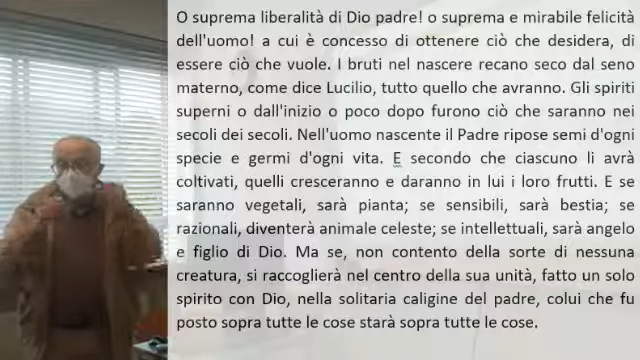 O suprema liberalità di Dio padre! o suprema e mirabile felicità
dell'uomo! a cui è concesso di ottenere ciò che desidera, di
essere ciò che vuole. I bruti nel nascere recano seco dal seno
materno, come dice Lucilio, tutto quello che avranno. Gli spiriti
superni o dall'inizio o poco dopo furono ciò che saranno nei
secoli dei secoli. Nell'uomo nascente il Padre ripose semi d'ogni
specie e germi d'ogni vita. E secondo che ciascuno li avrà
coltivati, quelli cresceranno e daranno in lui i loro frutti. E se
saranno vegetali, sarà pianta; se sensibili, sarà bestia; se
razionali, diventerà animale celeste; se intellettuali, sarà angelo
e figlio di Dio. Ma se, non contento della sorte di nessuna
creatura, si raccoglierà nel centro della sua unità, fatto un solo
spirito con Dio, nella solitaria caligine del padre, colui che fu
posto sopra tutte le cose starà sopra tutte le cose.